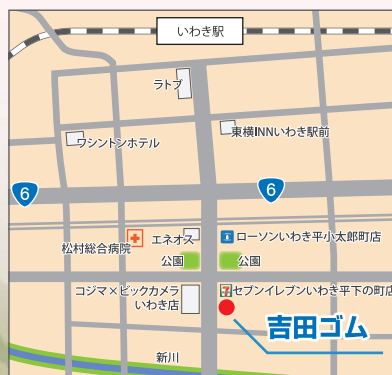 いわき駅
ラトブ
東横INNいわき駅前
ワシントンホテル
6
6
エネオス
ローソンいわき平小太郎町店
松村総合病院
公園
公園
コジマ×ビックカメラ
いわき店
セブンイレブンいわき平下の町店
吉田ゴム
新川